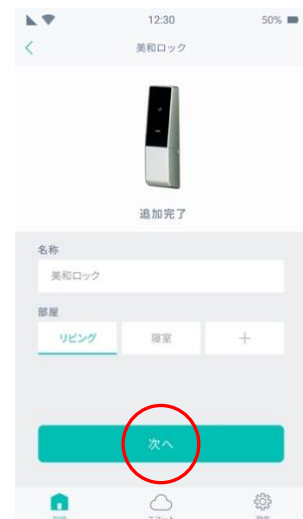 12:30
50%
美和ロック
追加完了
名称
美和ロック
部屋
リビング
寝室
+
次へ